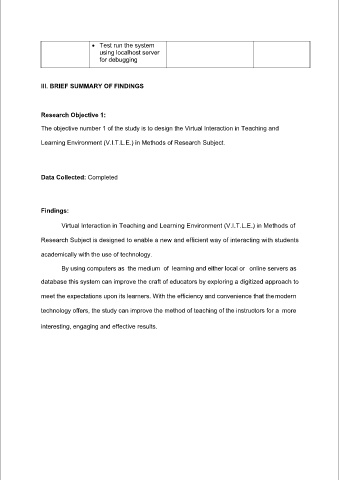 • Test run the system
using localhost server
for debugging
III. BRIEF SUMMARY OF FINDINGS
Research Objective 1:
The objective number 1 of the study is to design the Virtual Interaction in Teaching and
Learning Environment (V.I.T.L.E.) in Methods of Research Subject.
Data Collected: Completed
Findings:
Virtual Interaction in Teaching and Learning Environment (V.I.T.L.E.) in Methods of
Research Subject is designed to enable a new and efficient way of interacting with students
academically with the use of technology.
By using computers as the medium of learning and either local or online servers as
database this system can improve the craft of educators by exploring a digitized approach to
meet the expectations upon its learners. With the efficiency and convenience that the modern
technology offers, the study can improve the method of teaching of the instructors for a more
interesting, engaging and effective results.